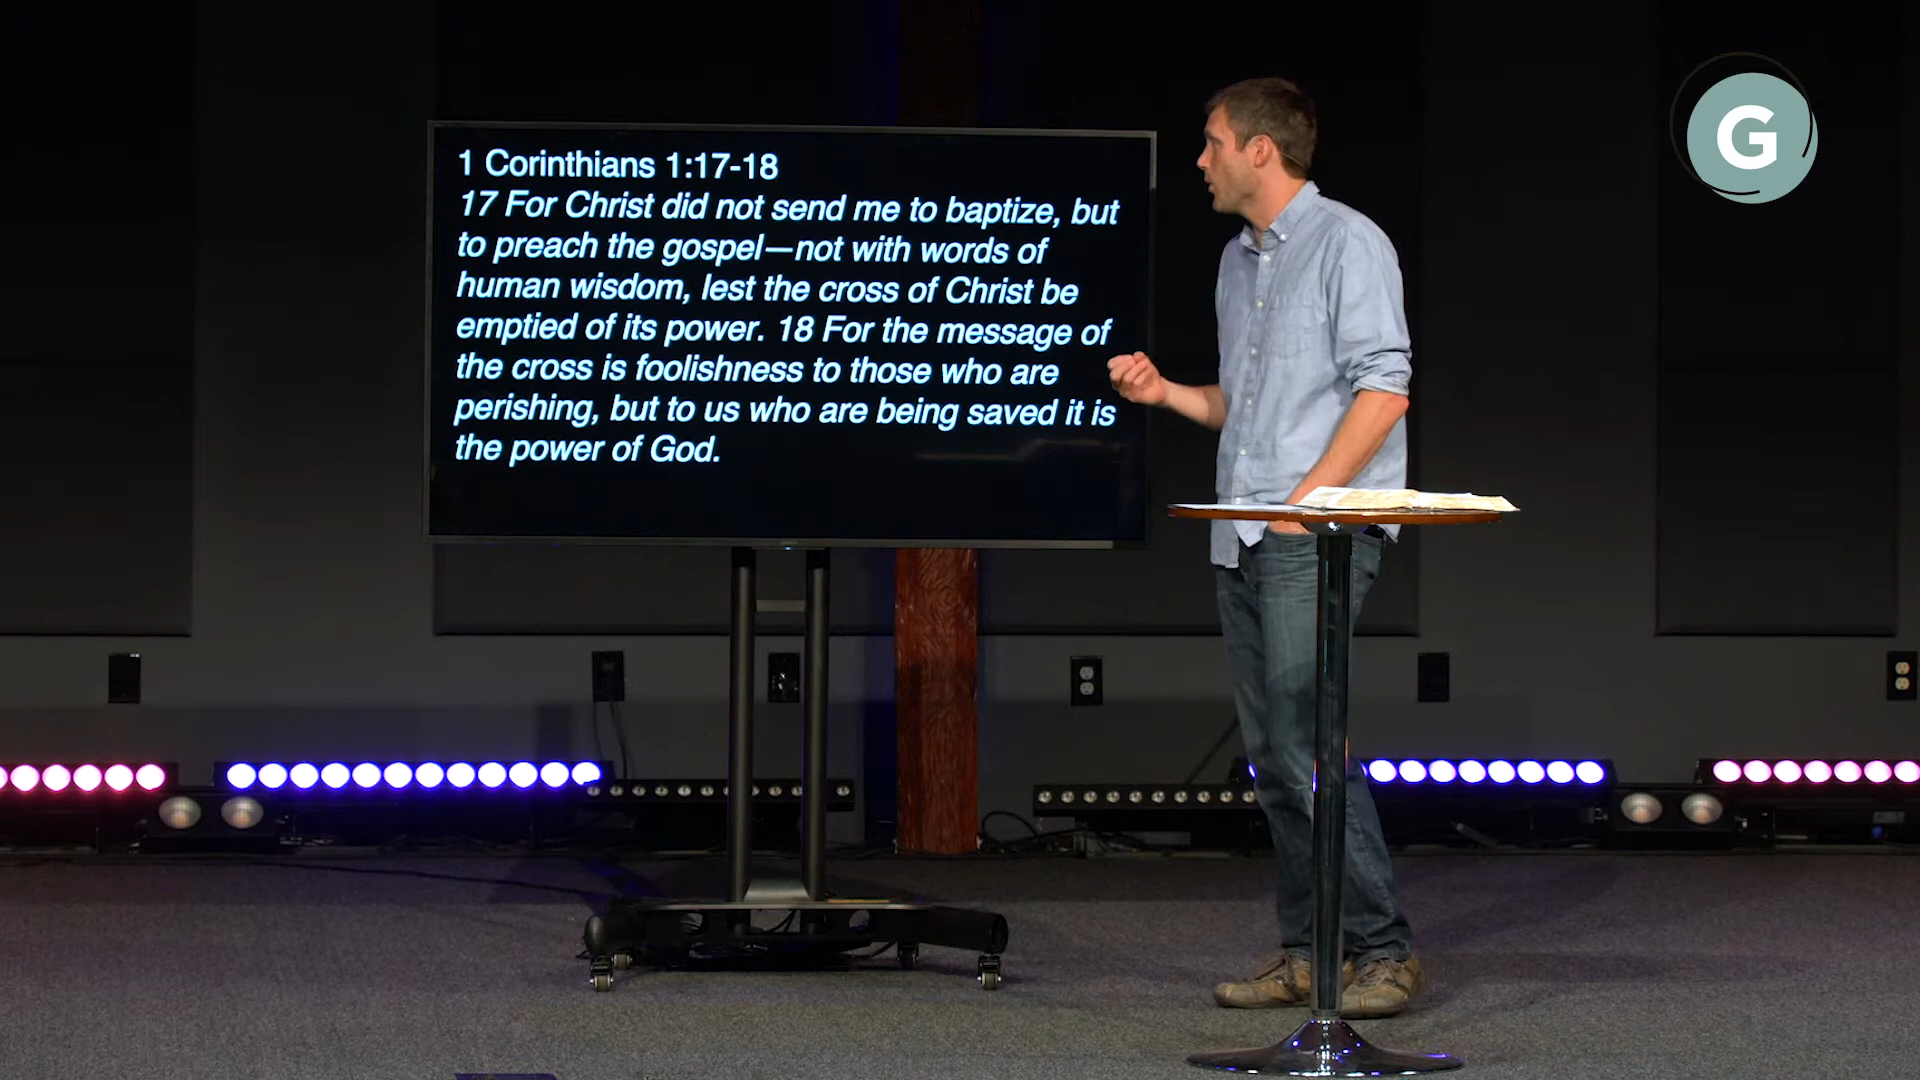 1 Corinthians 1:17-18
17 For Christ did not send me to baptize, but
to preach the gospel—not with words of
human wisdom, lest the cross of Christ be
emptied of its power. 18 For the message of
the cross is foolishness to those who are
perishing, but to us who are being saved it is
the power of God.
G